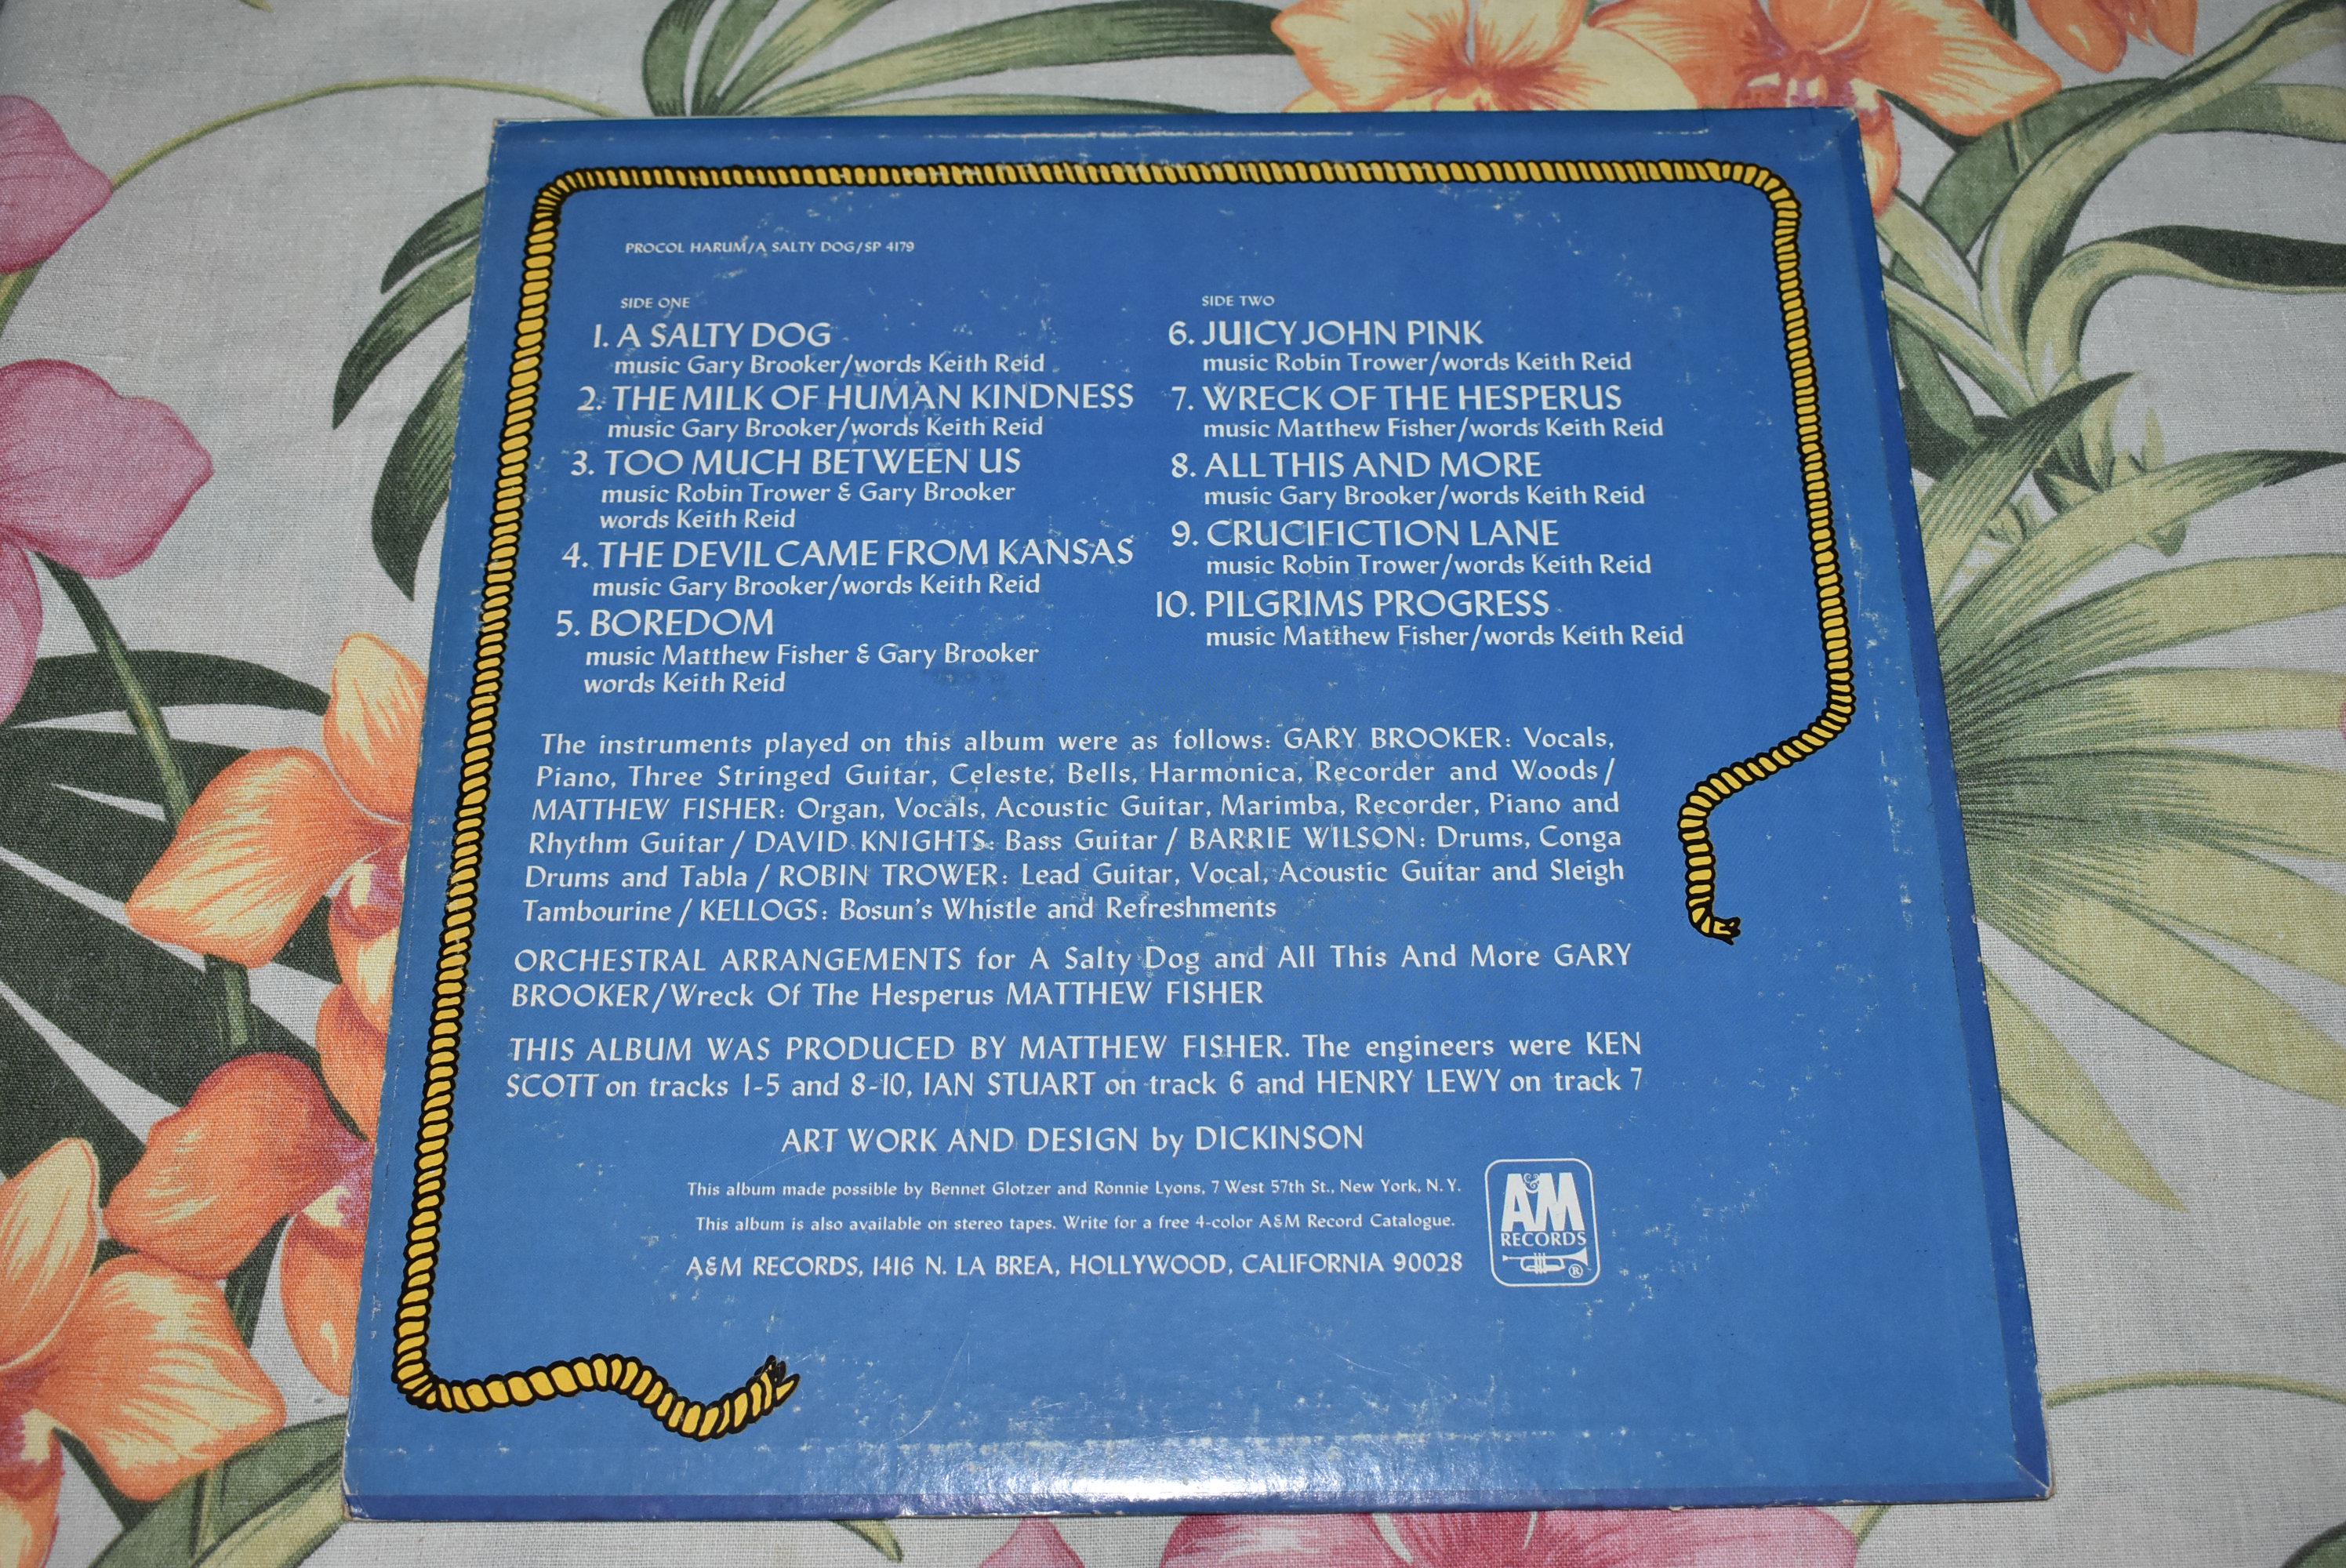 PROCOL HARUM/A SALTY DOG/SP 4179
SIDE ONE
1. A SALTY DOG
music Gary Brooker/words Keith Reid
2. THE MILK OF HUMAN KINDNESS
music Gary Brooker/words Keith Reid
3. TOO MUCH BETWEEN US
music Robin Trower & Gary Brooker
words Keith Reid
4. THE DEVIL CAME FROM KANSAS
music Gary Brooker/words Keith Reid
5. BOREDOM
music Matthew Fisher & Gary Brooker
words Keith Reid
SIDE TWO
6. JUICY JOHN PINK
music Robin Trower/words Keith Reid
7. WRECK OF THE HESPERUS
music Matthew Fisher/words Keith Reid
8. ALL THIS AND MORE
music Gary Brooker/words Keith Reid
9. CRUCIFICTION LANE
music Robin Trower/words Keith Reid
10. PILGRIMS PROGRESS
music Matthew Fisher/words Keith Reid
The instruments played on this album were as follows: GARY BROOKER: Vocals,
Piano, Three Stringed Guitar, Celeste, Bells, Harmonica, Recorder and Woods/
MATTHEW FISHER: Organ, Vocals, Acoustic Guitar, Marimba, Recorder, Piano and
Rhythm Guitar / DAVID KNIGHTS: Bass Guitar / BARRIE WILSON: Drums, Conga
Drums and Tabla / ROBIN TROWER: Lead Guitar, Vocal, Acoustic Guitar and Sleigh
Tambourine / KELLOGS: Bosun's Whistle and Refreshments
ORCHESTRAL ARRANGEMENTS for A Salty Dog and All This And More GARY
BROOKER/Wreck Of The Hesperus MATTHEW FISHER
THIS ALBUM WAS PRODUCED BY MATTHEW FISHER. The engineers were KEN
SCOTT on tracks 1-5 and 8-10, IAN STUART on track 6 and HENRY LEWY on track 7
ART WORK AND DESIGN by DICKINSON
This album made possible by Bennet Glotzer and Ronnie Lyons, 7 West 57th St., New York, N.Y.
This album is also available on stereo tapes. Write for a free 4-color A&M Record Catalogue.
A&M RECORDS, 1416 N. LA BREA, HOLLYWOOD, CALIFORNIA 90028
A&M
RECORDS
®